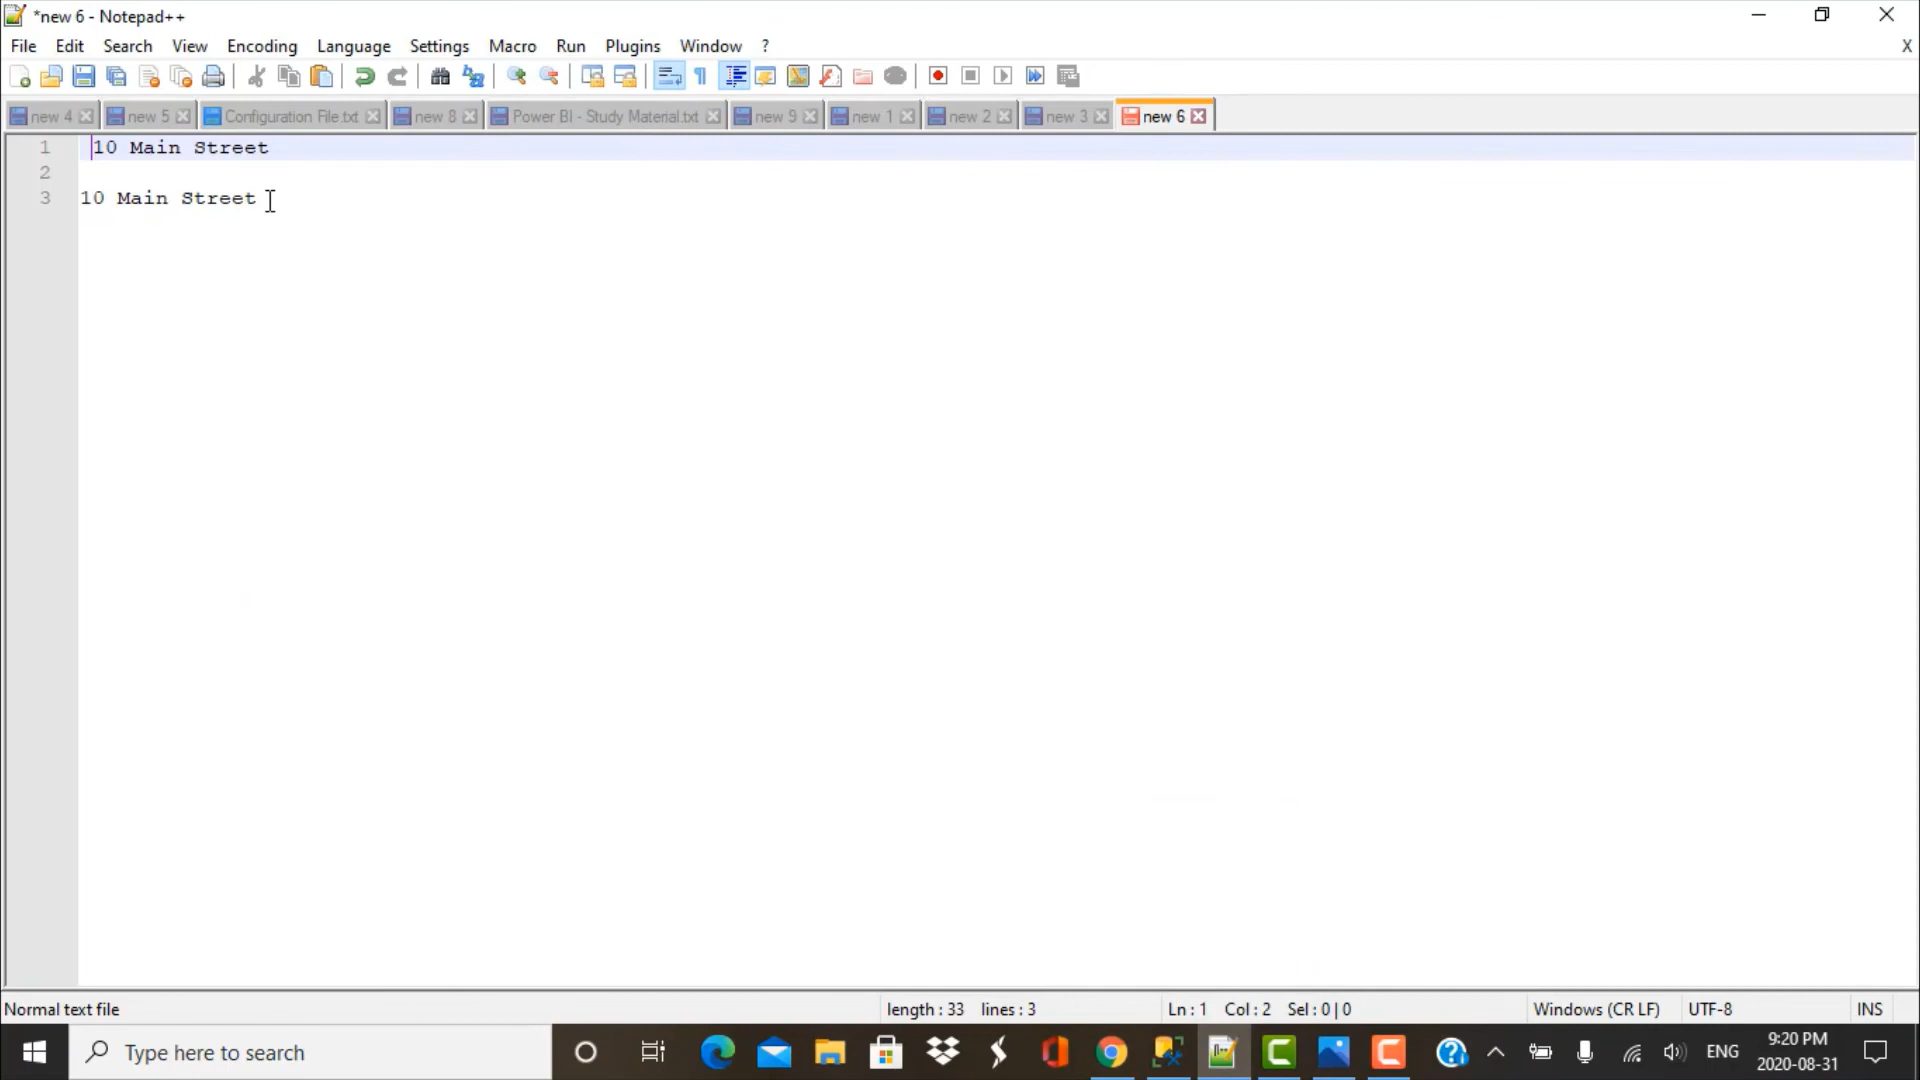 *new 6 - Notepad++
File Edit Search View Encoding Language Settings Macro Run Plugins Window ? X
new 4 new 5 Configuration File.txt new 8 Power BI - Study Material.txt new 9 new 1 new 2 new 3 new 6
1 10 Main Street
2
3 10 Main Street
Normal text file length : 33 lines : 3 Ln : 1 Col : 2 Sel : 0 | 0 Windows (CR LF) UTF-8 INS
Type here to search ENG 9:20 PM
2020-08-31